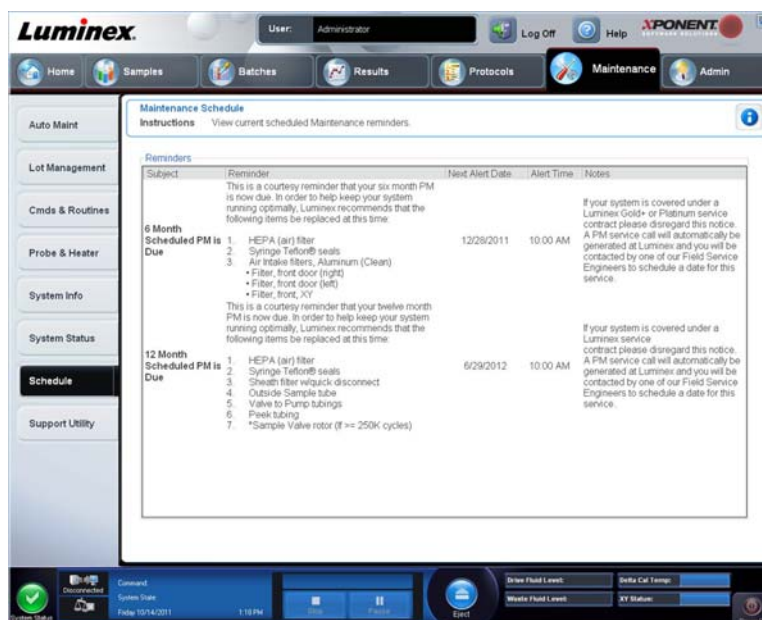 Luminex.
User: Administrator
Log Off
Help
XPONENT
SOFTWARE SOLUTIONS
Home
Samples
Batches
Results
Protocols
Maintenance
Admin
Auto Maint
Lot Management
Cmds & Routines
Probe & Heater
System Info
System Status
Schedule
Support Utility
Maintenance Schedule
Instructions View current scheduled Maintenance reminders.
Reminders
Subject Reminder Next Alert Date Alert Time Notes
6 Month
Scheduled PM is
Due
This is a courtesy reminder that your six month PM
is now due. In order to help keep your system
running optimally, Luminex recommends that the
following items be replaced at this time:
1. HEPA (air) filter
2. Syringe Teflon® seals
3. Air Intake filters, Aluminum (Clean)
• Filter, front door (right)
• Filter, front door (left)
• Filter, front, XY
12/28/2011
10:00 AM
If your system is covered under a
Luminex Gold+ or Platinum service
contract please disregard this notice.
A PM service call will automatically be
generated at Luminex and you will be
contacted by one of our Field Service
Engineers to schedule a date for this
service.
12 Month
Scheduled PM is
Due
This is a courtesy reminder that your twelve month
PM is now due. In order to help keep your system
running optimally, Luminex recommends that the
following items be replaced at this time:
1. HEPA (air) filter
2. Syringe Teflon® seals
3. Sheath filter w/quick disconnect
4. Outside Sample tube
5. Valve to Pump tubings
6. Peek tubing
7. *Sample Valve rotor (If >= 250K cycles)
6/29/2012
10:00 AM
If your system is covered under a
Luminex service
contract please disregard this notice.
A PM service call will automatically be
generated at Luminex and you will be
contacted by one of our Field Service
Engineers to schedule a date for this
service.
System Status
Disconnected
Command:
System State:
Friday 10/14/2011 1:18 PM
Stop
Pause
Eject
Drive Fluid Level:
Waste Fluid Level:
Delta Cal Temp:
XY Status: